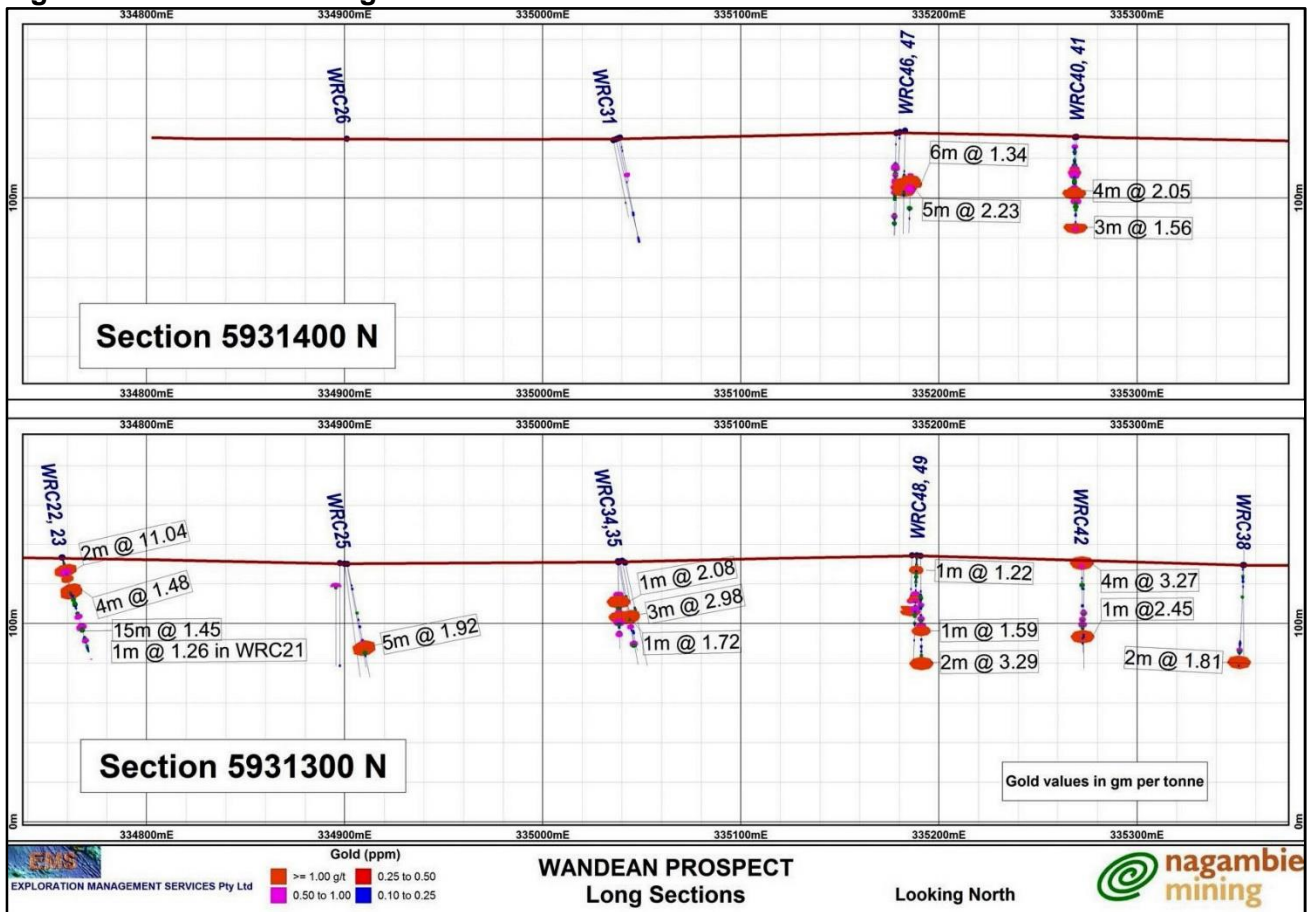 334800mE 334900mE 335000mE 335100mE 335200mE 335300mE
WRC26
WRC31
WRC46, 47
WRC40, 41
6m @ 1.34
5m @ 2.23
4m @ 2.05
3m @ 1.56
100m
100m
Section 5931400 N
334800mE 334900mE 335000mE 335100mE 335200mE 335300mE
334800mE 334900mE 335000mE 335100mE 335200mE 335300mE
WRC22, 23
WRC25
WRC34,35
WRC48, 49
WRC42
WRC38
2m @ 11.04
4m @ 1.48
15m @ 1.45
1m @ 1.26 in WRC21
5m @ 1.92
1m @ 2.08
3m @ 2.98
1m @ 1.72
1m @ 1.22
1m @ 1.59
2m @ 3.29
4m @ 3.27
1m @2.45
2m @ 1.81
100m
100m
Section 5931300 N
Gold values in gm per tonne
0m
0m
334800mE 334900mE 335000mE 335100mE 335200mE 335300mE
EMS
EXPLORATION MANAGEMENT SERVICES Pty Ltd
Gold (ppm)
>= 1.00 g/t 0.25 to 0.50
0.50 to 1.00 0.10 to 0.25
WANDEAN PROSPECT
Long Sections
Looking North
nagambie
mining